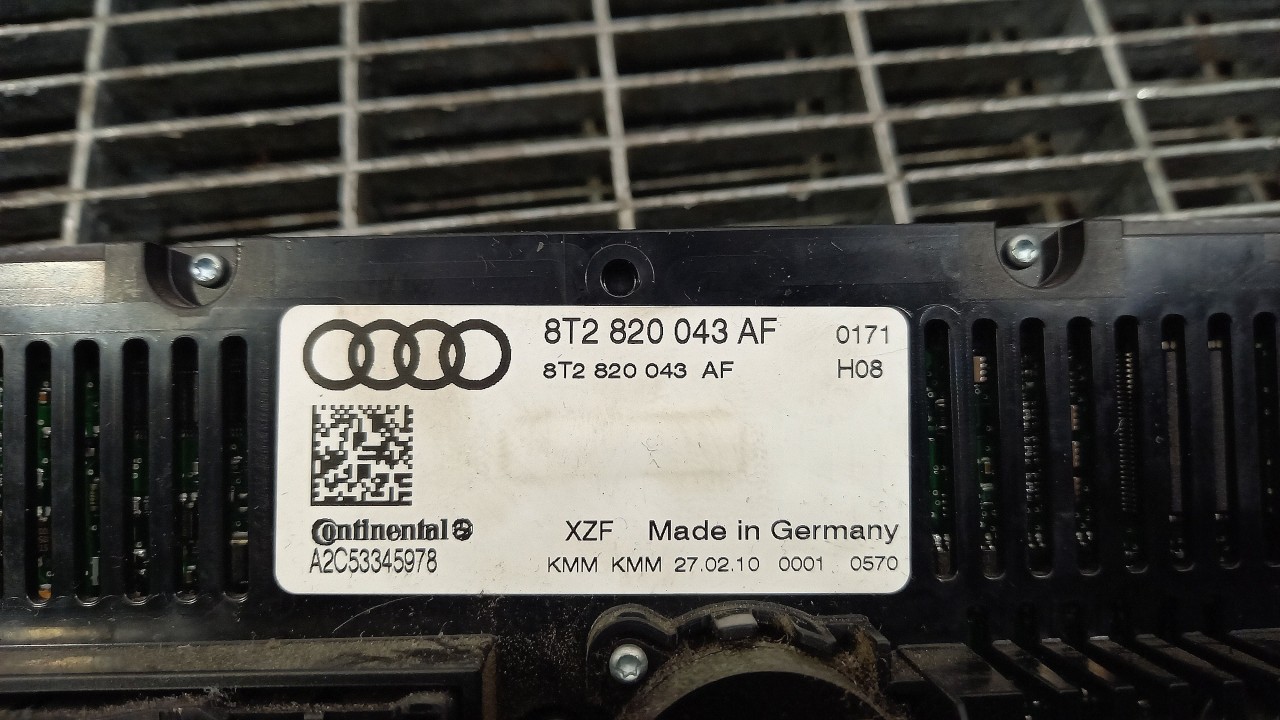 8T2 820 043 AF 0171
8T2 820 043 AF H08
Continental
A2C53345978
XZF Made in Germany
KMM KMM 27.02.10 0001 0570